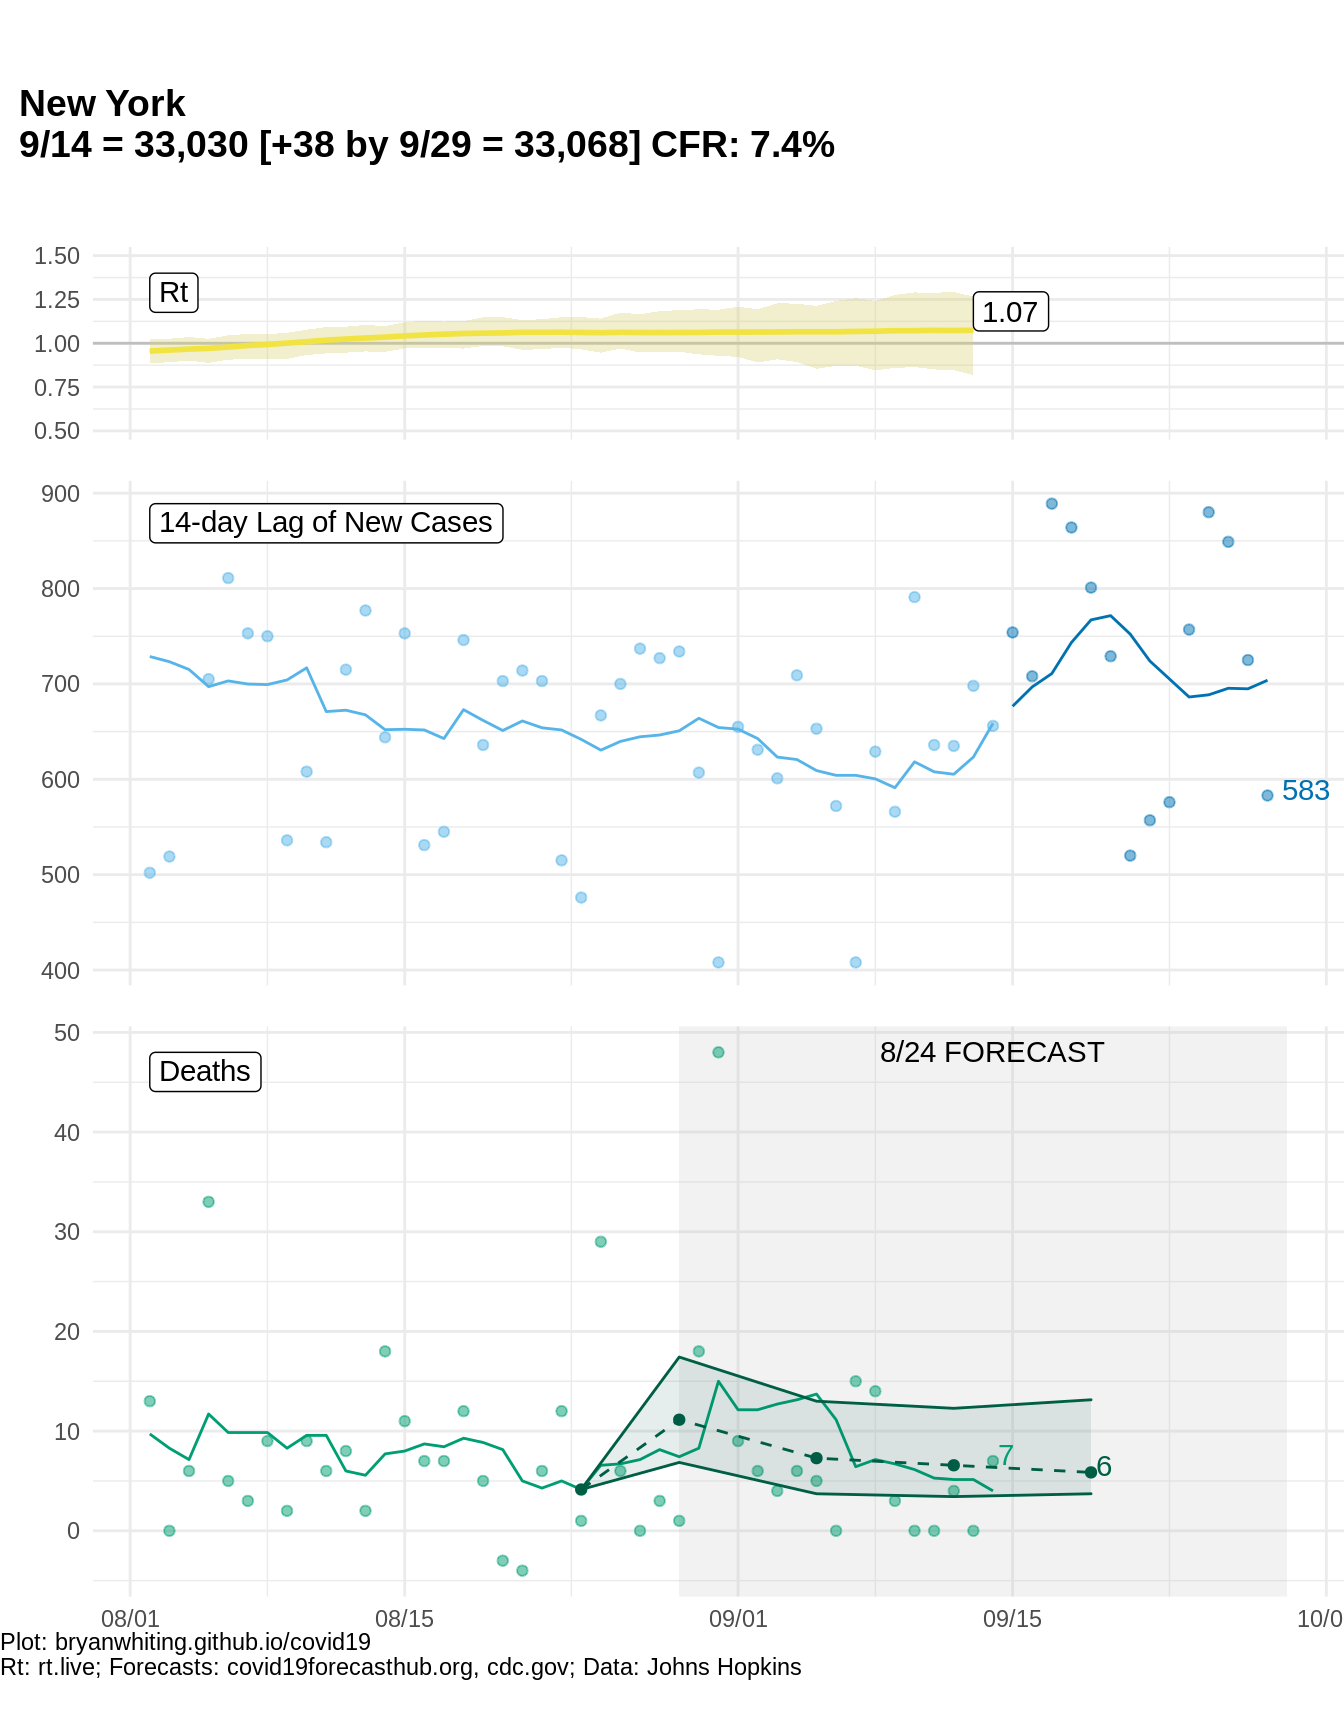 New York
9/14 = 33,030 [+38 by 9/29 = 33,068] CFR: 7.4%
1.50
1.25
1.00
0.75
0.50
Rt
1.07
900
800
700
600
500
400
14-day Lag of New Cases
583
50
40
30
20
10
0
Deaths
8/24 FORECAST
7
6
08/01 08/15 09/01 09/15 10/0
Plot: bryanwhiting.github.io/covid19
Rt: rt.live; Forecasts: covid19forecasthub.org, cdc.gov; Data: Johns Hopkins